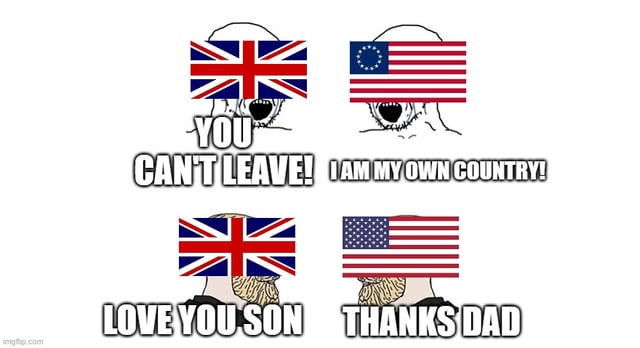 YOU
CAN'T LEAVE!
I AM MY OWN COUNTRY!
LOVE YOU SON
THANKS DAD
imgflip.com